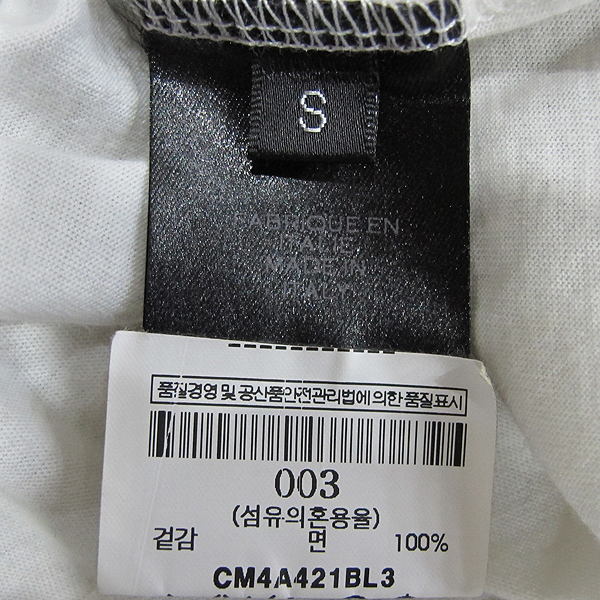 S
FABRIQUE EN
ITALIE
MADE IN
ITALY
품질경영 및 공산품안전관리법에 의한 품질표시
003
(섬유의혼용율)
겉감 면 100%
CM4A421BL3